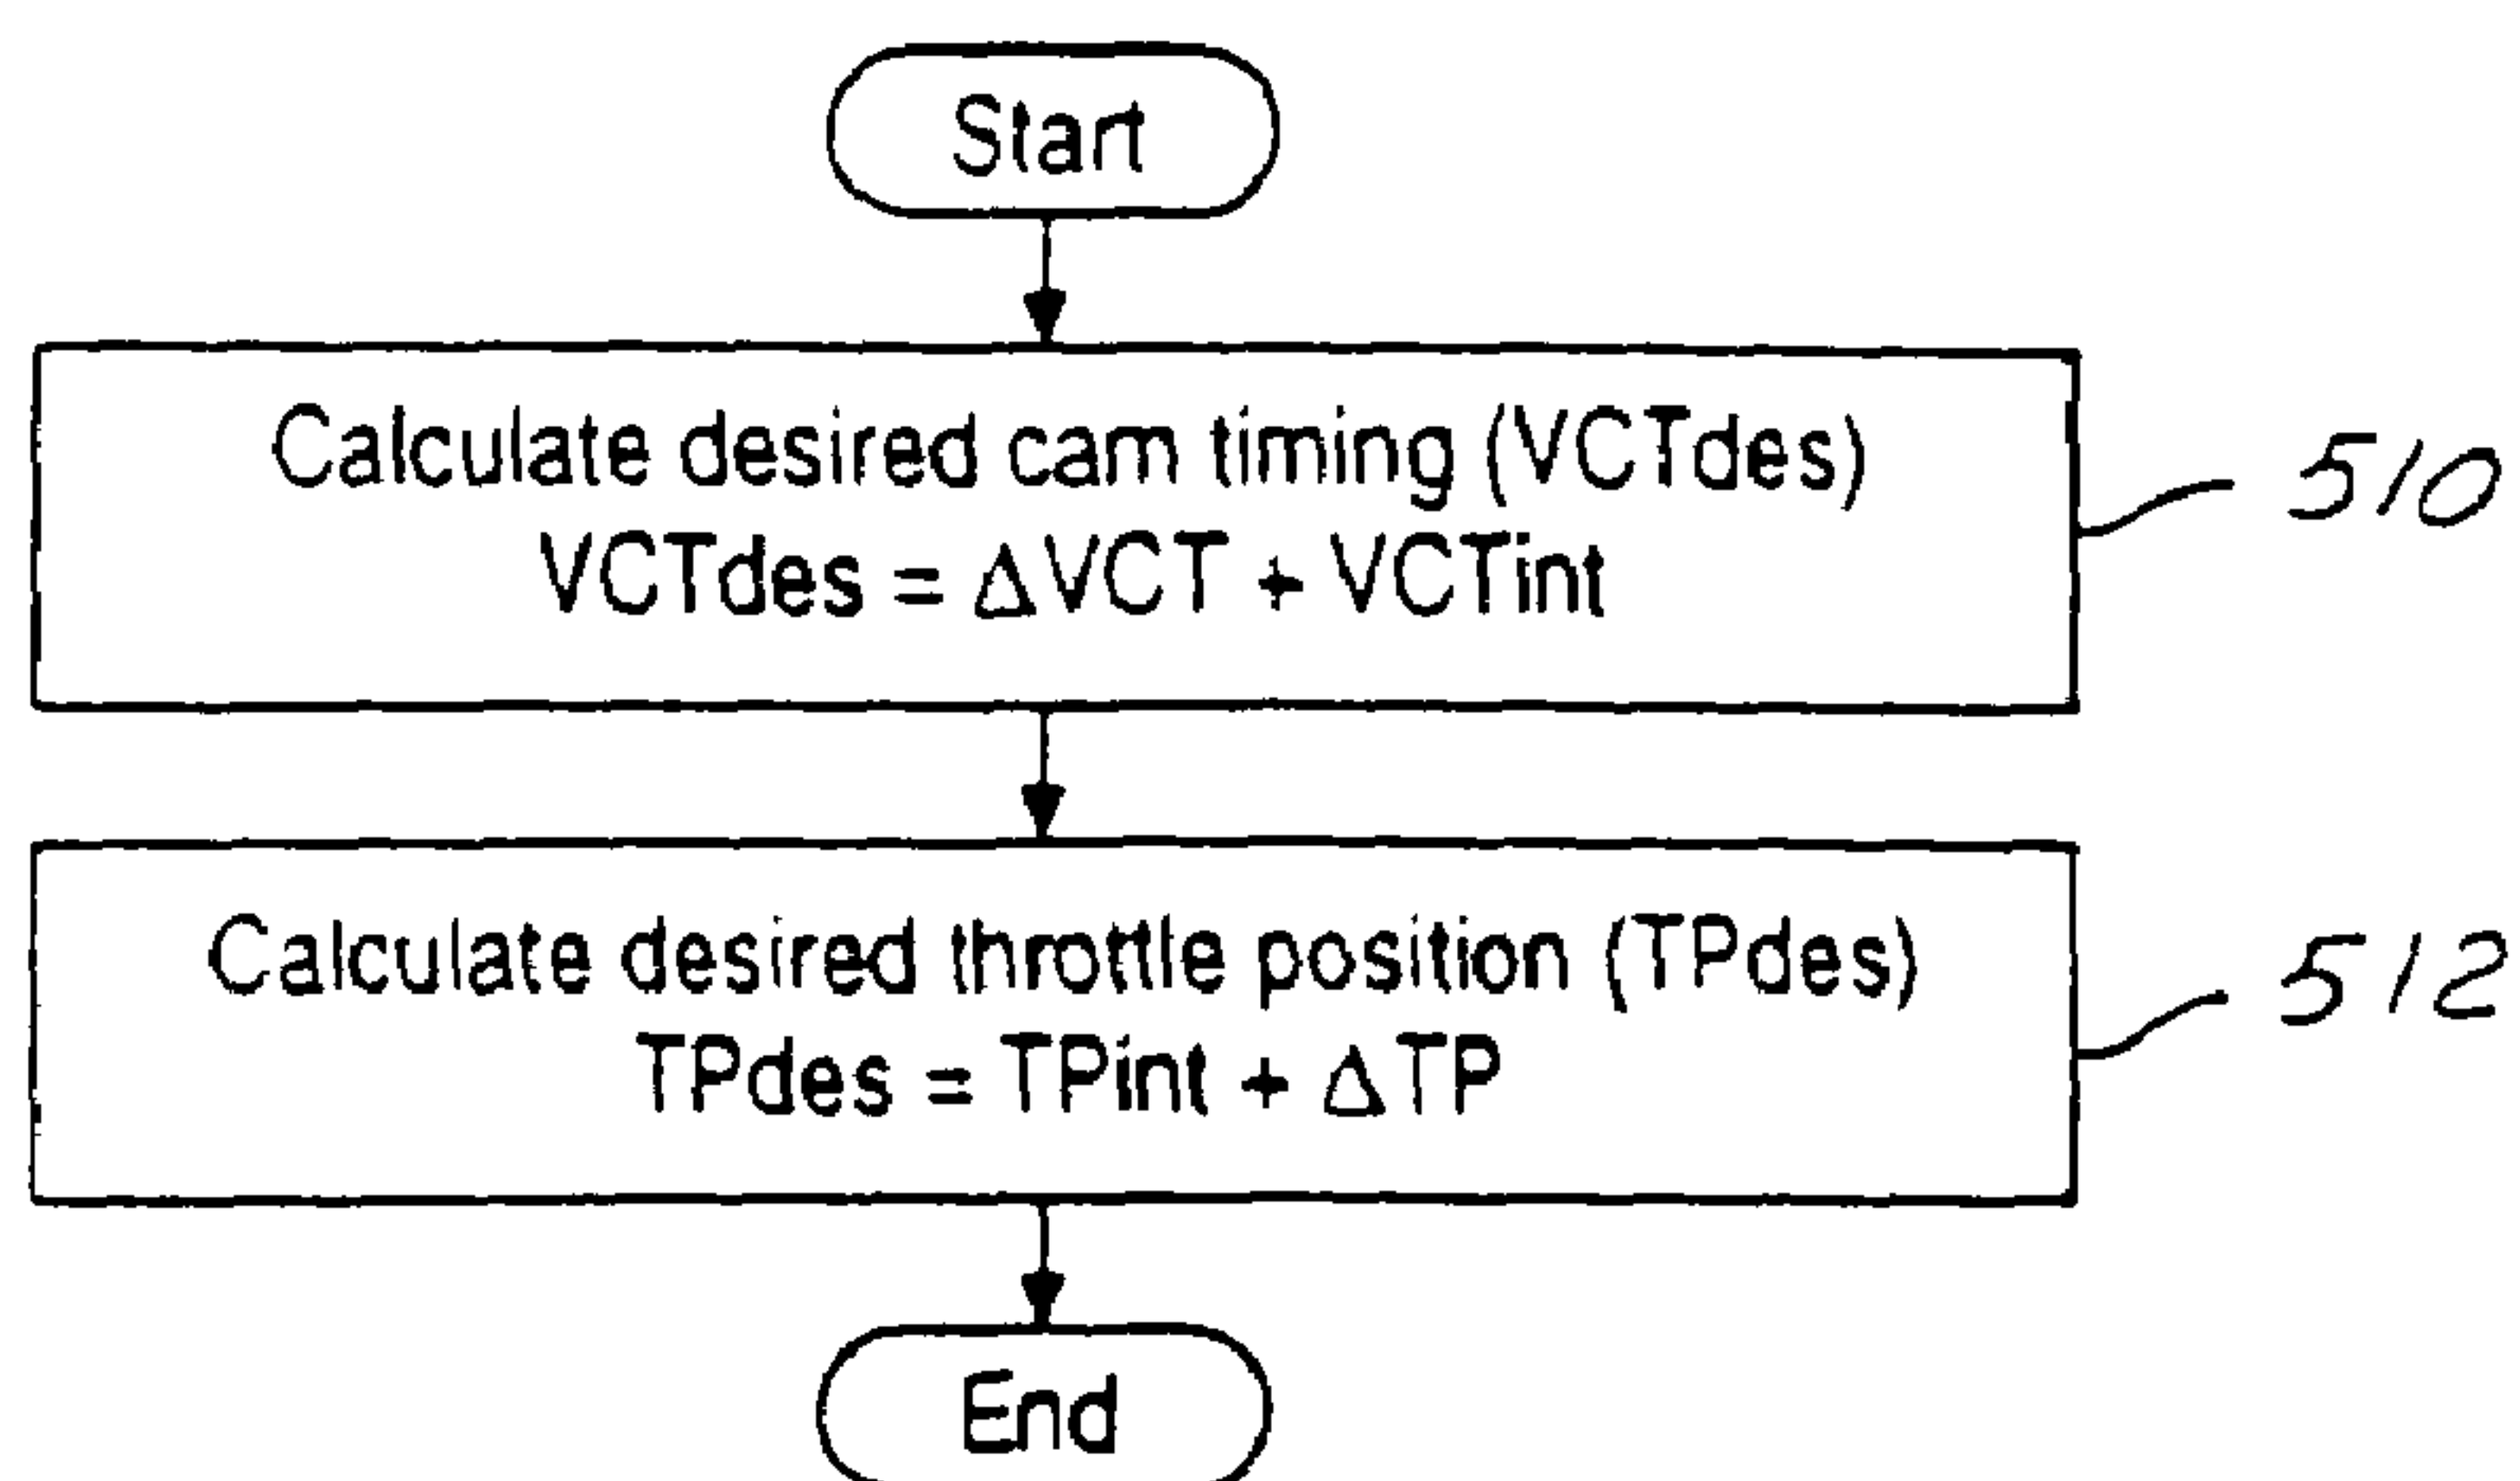 Start
Calculate desired cam timing (VCTdes)
VCTdes = ΔVCT + VCTint
510
Calculate desired throttle position (TPdes)
TPdes = TPint + ΔTP
512
End